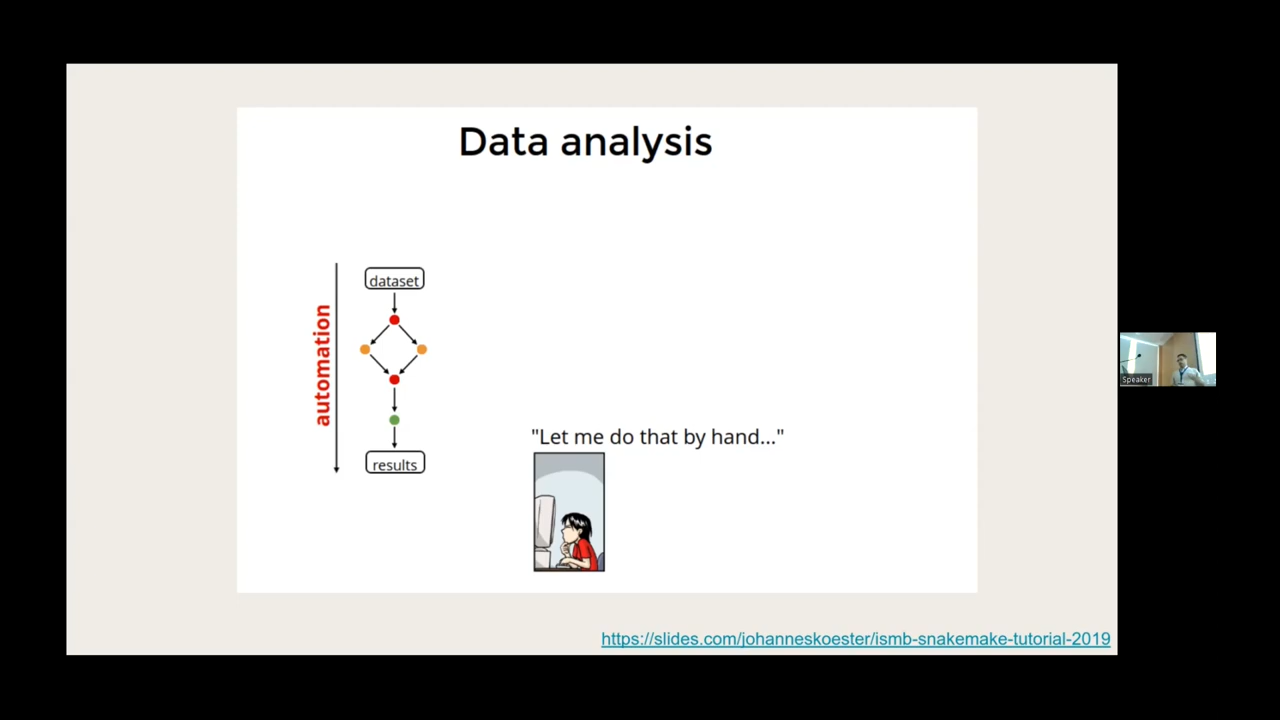 Data analysis
automation
dataset
results
"Let me do that by hand..."
https://slides.com/johanneskoester/ismb-snakemake-tutorial-2019
Speaker